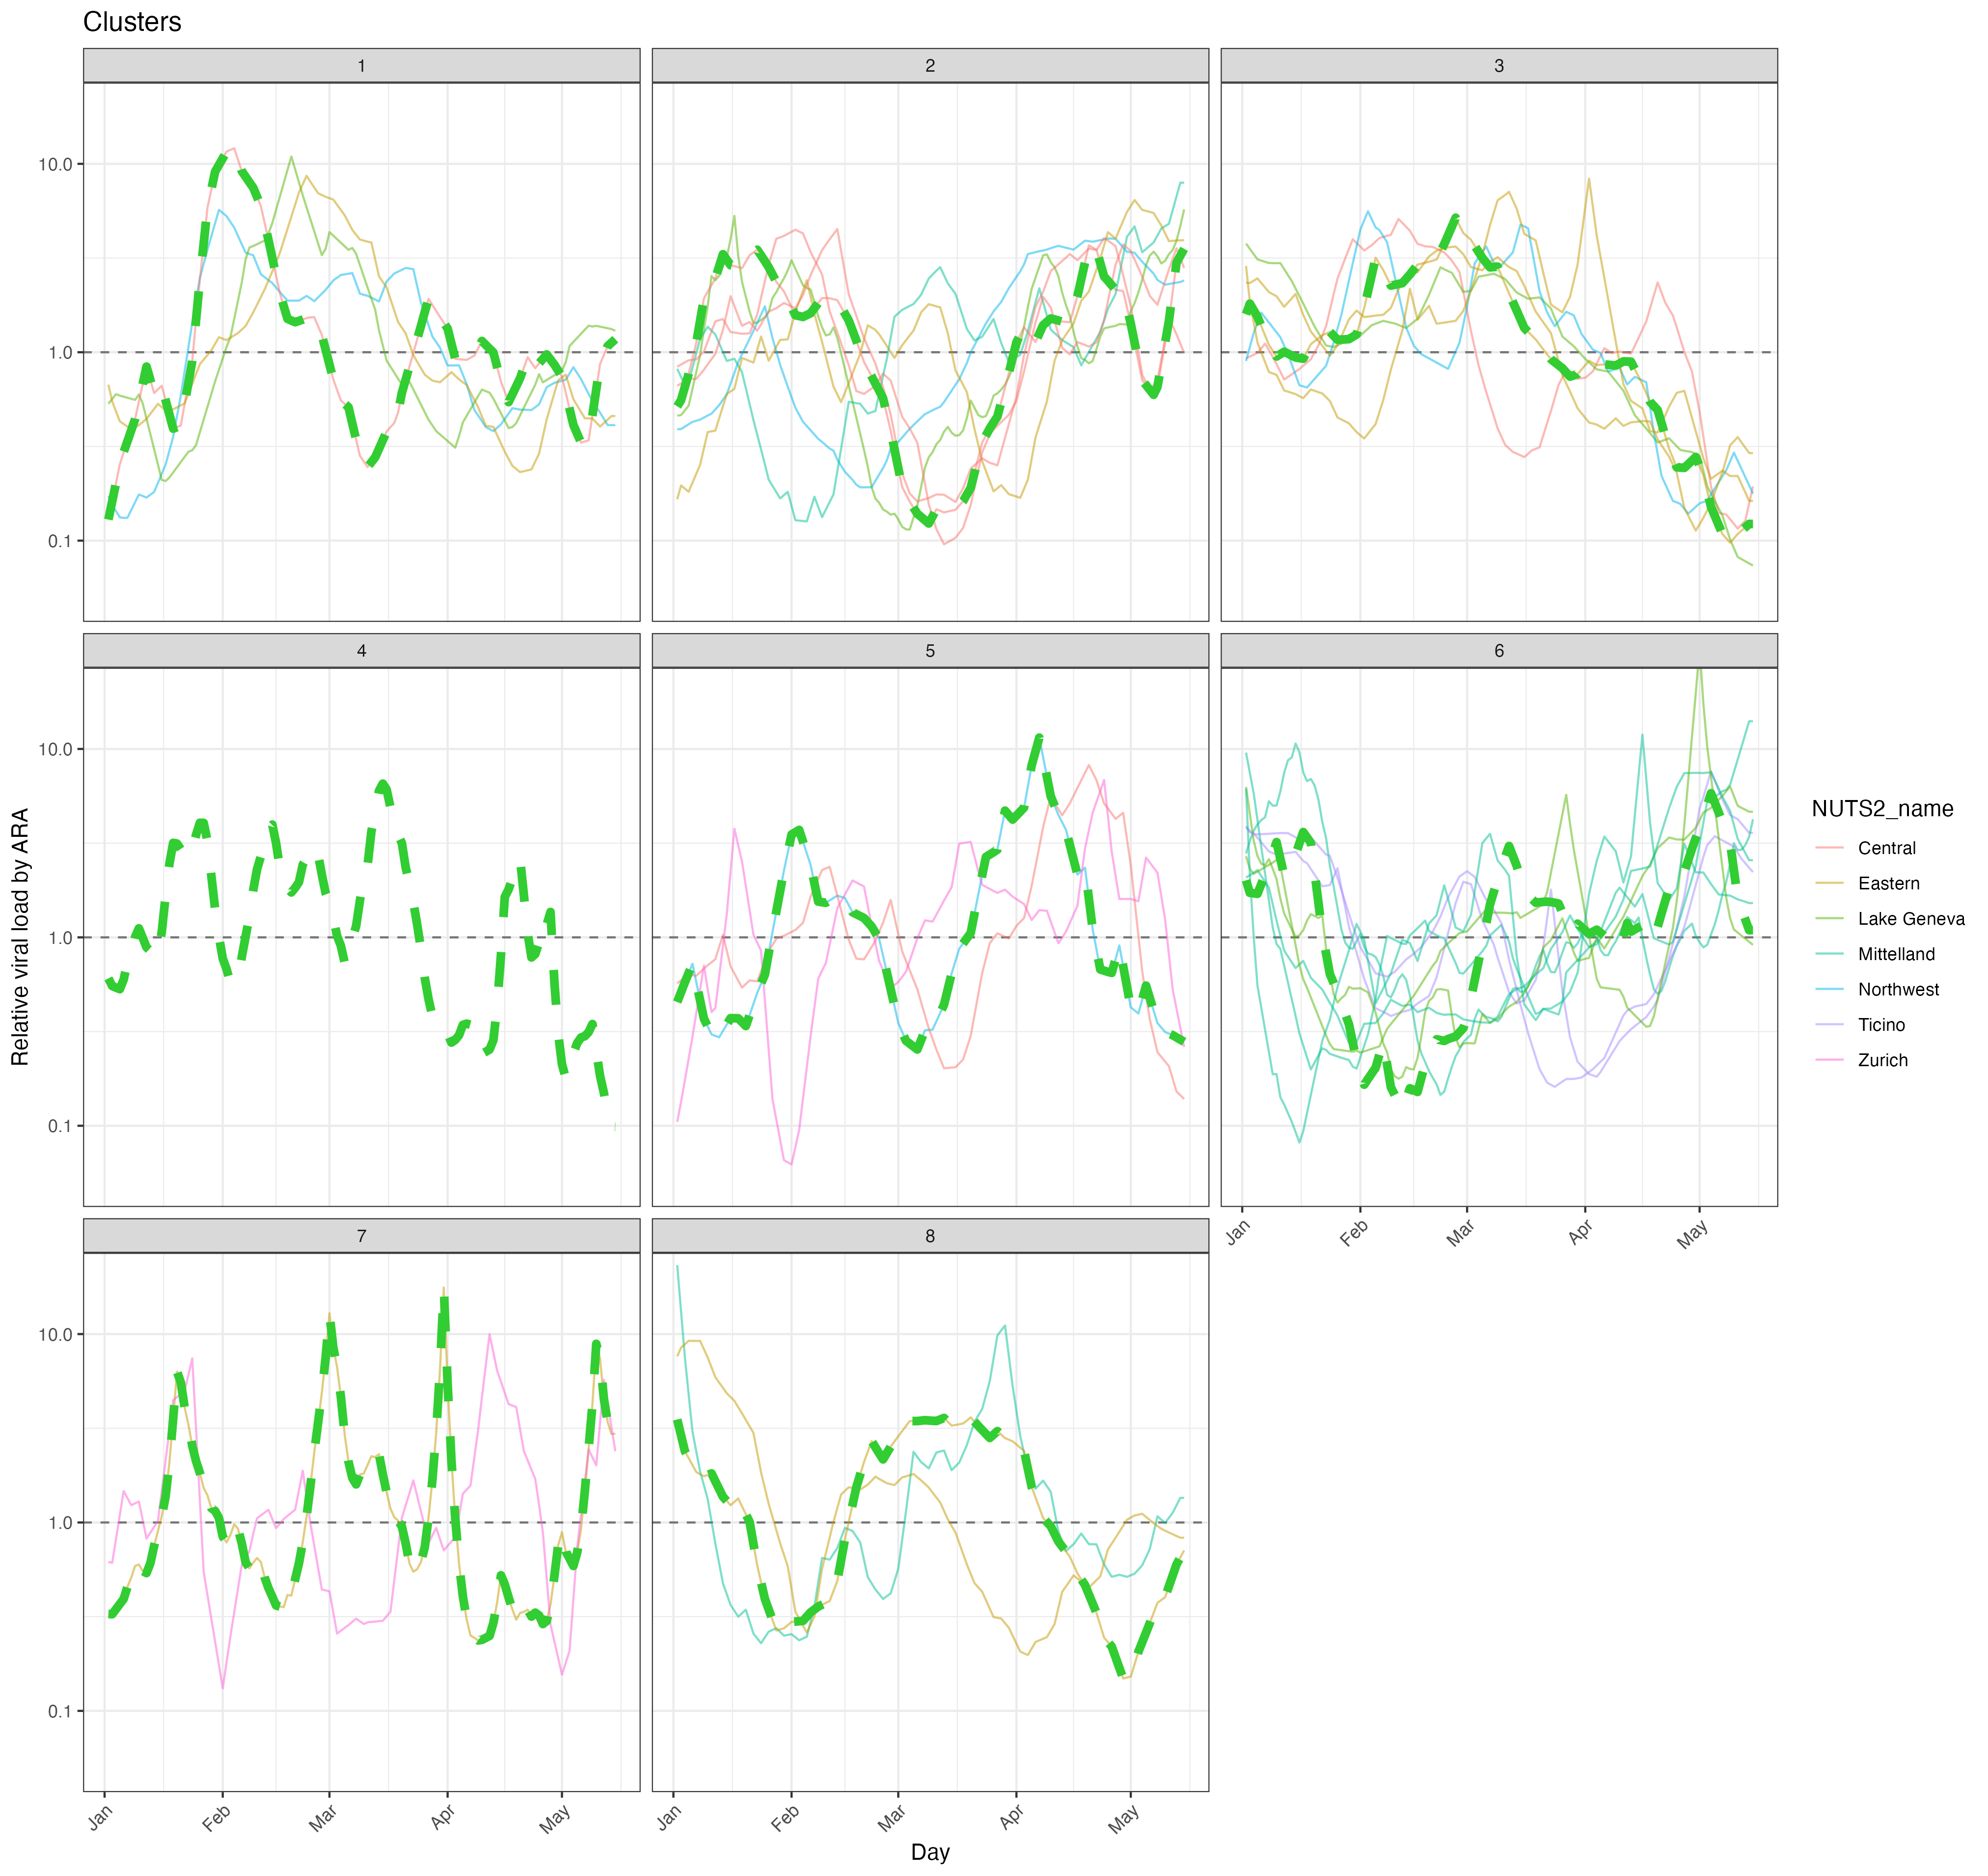 Clusters
1
2
3
10.0
1.0
0.1
4
5
6
10.0
1.0
0.1
Jan
Feb
Mar
Apr
May
7
8
10.0
1.0
0.1
Jan
Feb
Mar
Apr
May
Jan
Feb
Mar
Apr
May
Day
Relative viral load by ARA
NUTS2_name
Central
Eastern
Lake Geneva
Mittelland
Northwest
Ticino
Zurich